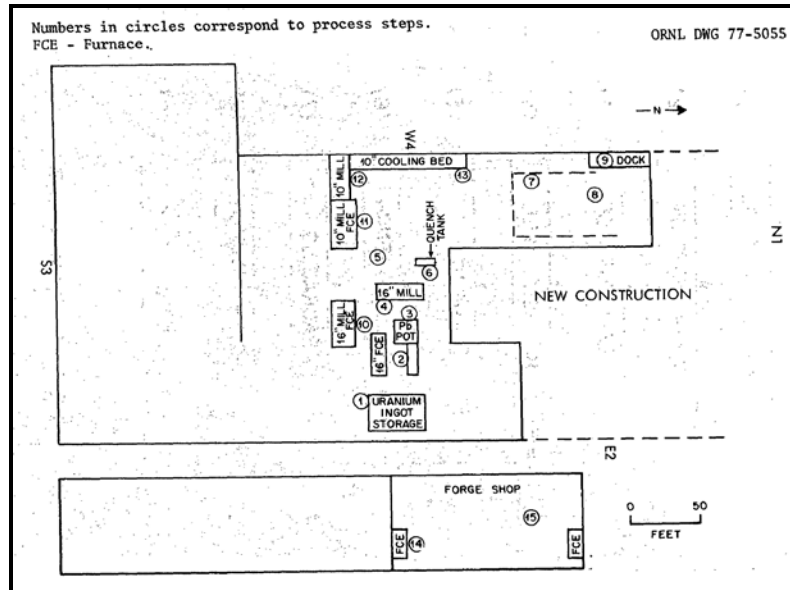 Numbers in circles correspond to process steps.
FCE - Furnace.
ORNL DWG 77-5055
N
W4
10" COOLING BED
9 DOCK
10" MILL
12
13
7
8
10" MILL
FCE
11
QUENCH
TANK
5
6
N1
S3
16" MILL
NEW CONSTRUCTION
4
3
16" MILL
FCE
10
Pb
POT
16" FCE
2
1
URANIUM
INGOT
STORAGE
E2
FORGE SHOP
15
0 50
FEET
FCE
14
FCE